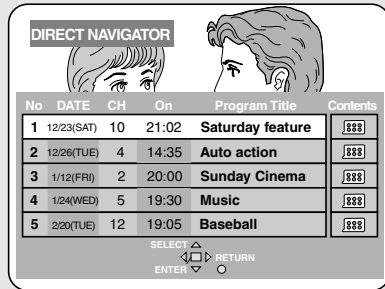 DIRECT NAVIGATOR
No DATE CH On Program Title Contents
1 12/23(SAT) 10 21:02 Saturday feature
2 12/26(TUE) 4 14:35 Auto action
3 1/12(FRI) 2 20:00 Sunday Cinema
4 1/24(WED) 5 19:30 Music
5 2/20(TUE) 12 19:05 Baseball
SELECT
RETURN
ENTER